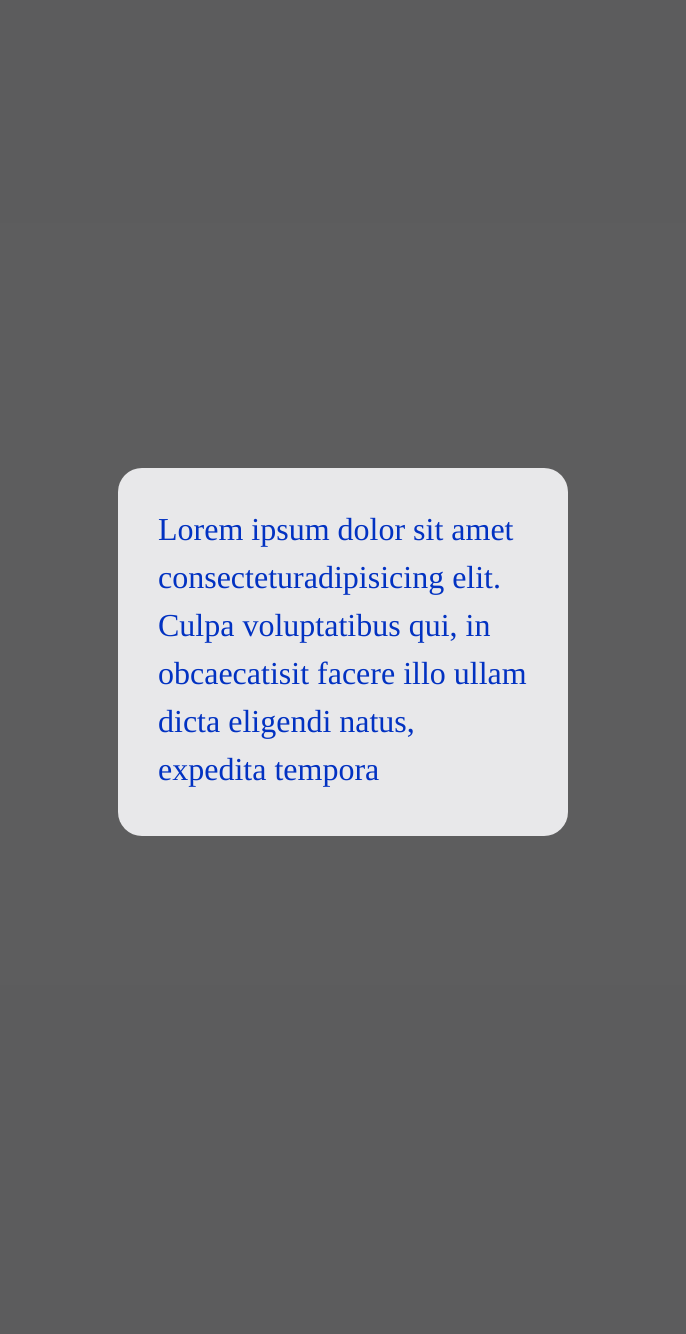 Lorem ipsum dolor sit amet
consecteturadipisicing elit.
Culpa voluptatibus qui, in
obcaecatisit facere illo ullam
dicta eligendi natus,
expedita tempora